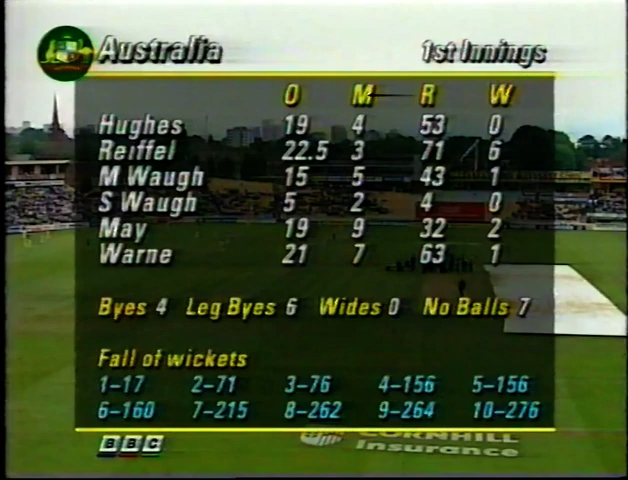 Australia 1st Innings
O M R W
Hughes 19 4 53 0
Reiffel 22.5 3 71 6
M Waugh 15 5 43 1
S Waugh 5 2 4 0
May 19 9 32 2
Warne 21 7 63 1
Byes 4 Leg Byes 6 Wides 0 No Balls 7
Fall of wickets
1-17 2-71 3-76 4-156 5-156
6-160 7-215 8-262 9-264 10-276
BBC
CORNHILL
Insurance